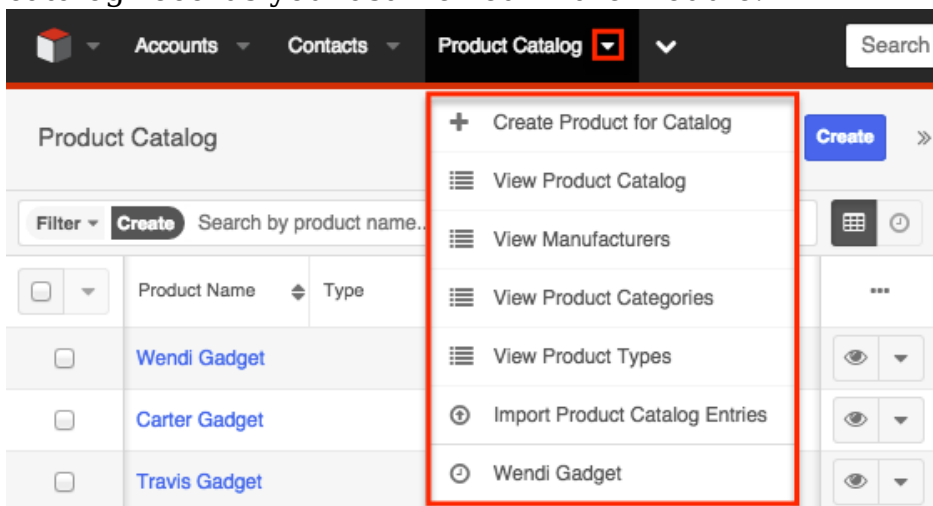 Accounts Contacts Product Catalog Search
Product Catalog
Create »
Filter Create Search by product name..
Product Name Type
Wendi Gadget
Carter Gadget
Travis Gadget
+ Create Product for Catalog
View Product Catalog
View Manufacturers
View Product Categories
View Product Types
Import Product Catalog Entries
Wendi Gadget